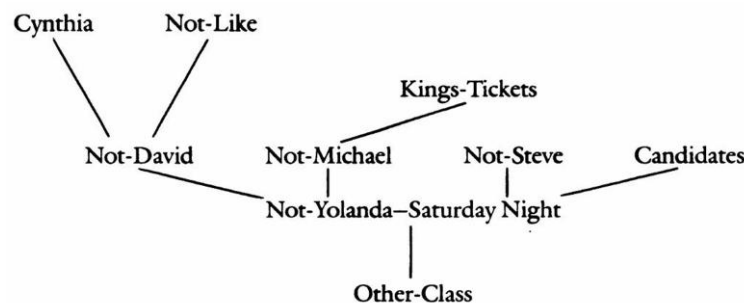 Cynthia Not-Like
Kings-Tickets
Not-David Not-Michael Not-Steve Candidates
Not-Yolanda–Saturday Night
Other-Class